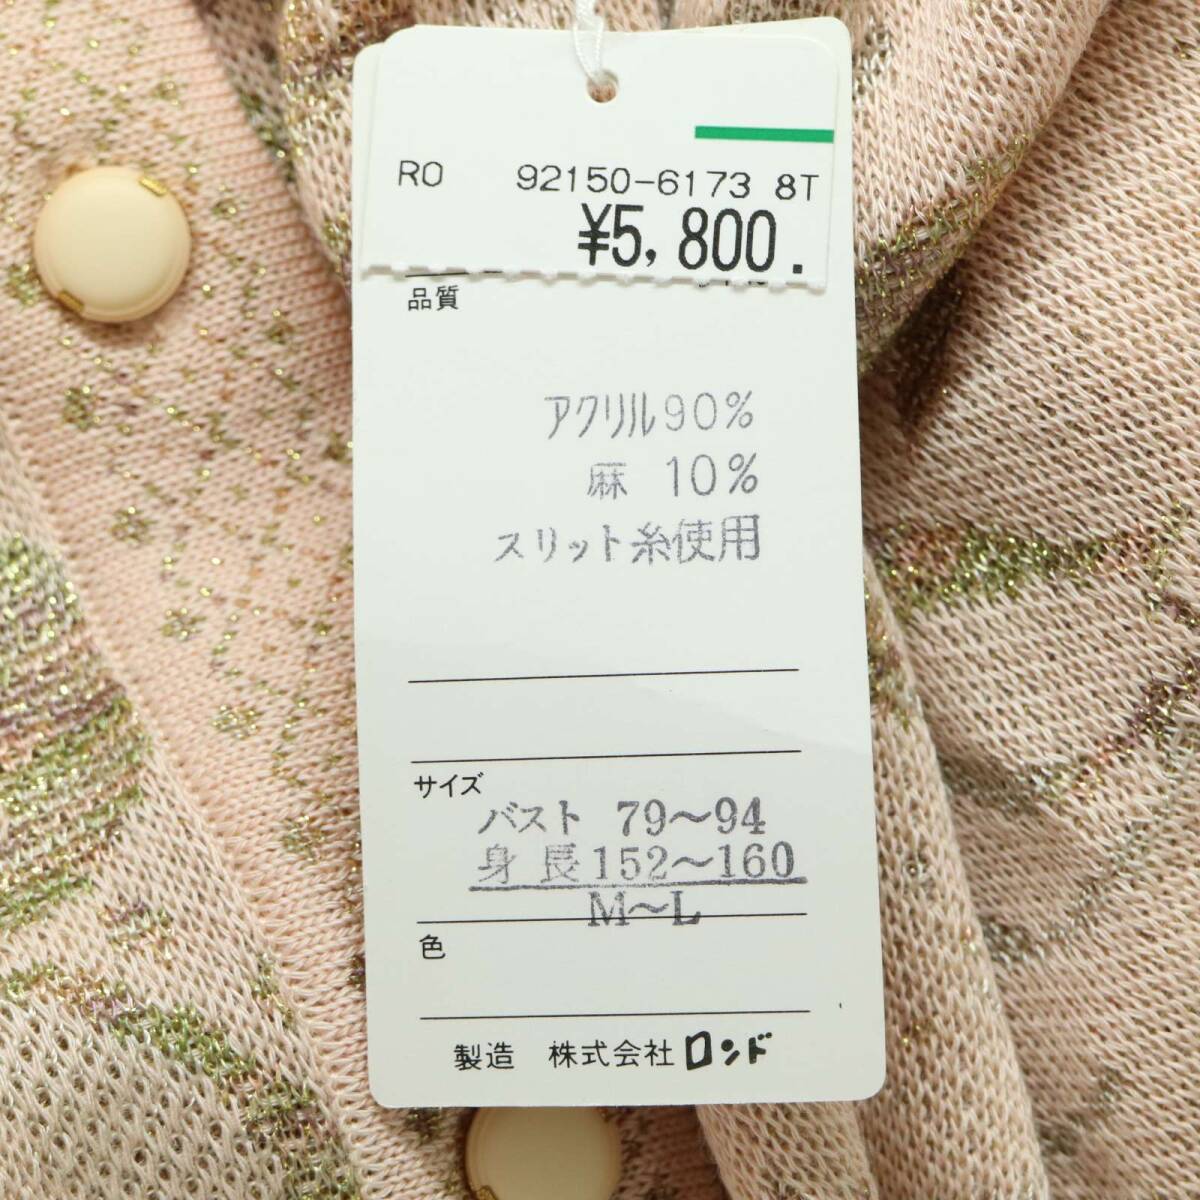 RO 92150-6173 8T
¥5,800.
品質
アクリル90%
麻 10%
スリット糸使用
サイズ
バスト 79〜94
身長152〜160
M〜L
色
製造 株式会社 ロンド